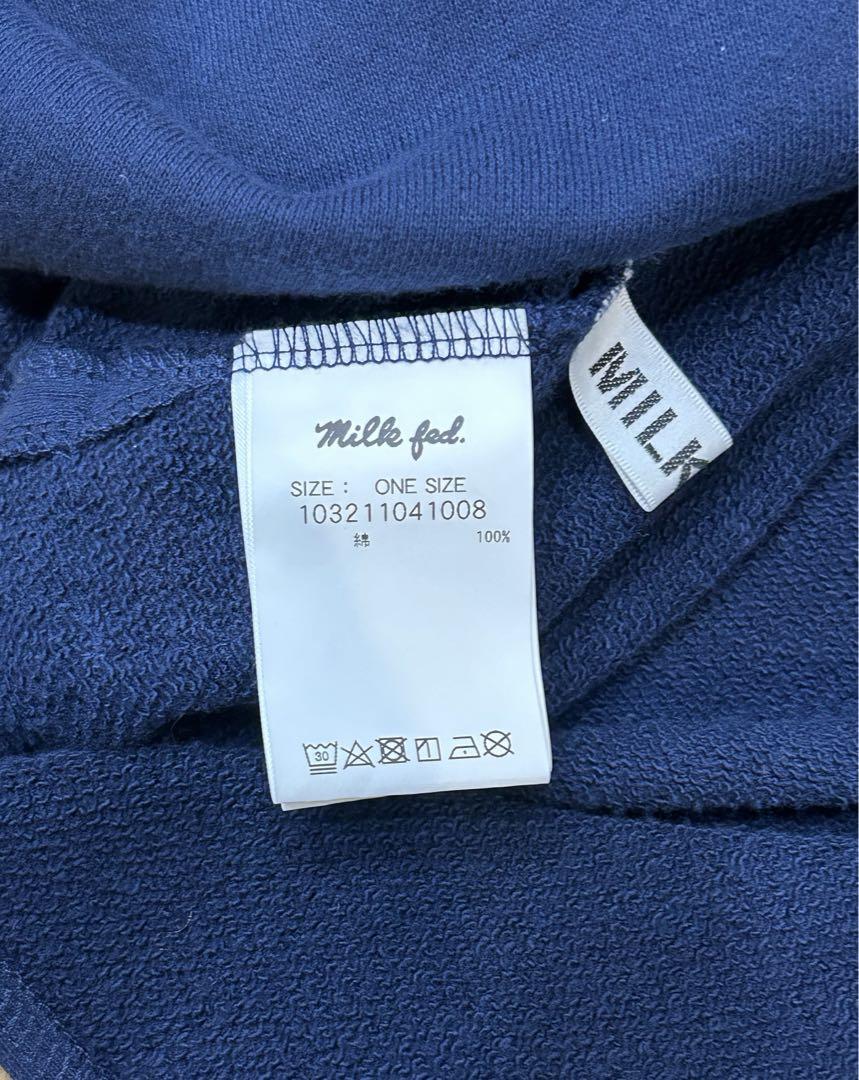 Milk fed.
SIZE : ONE SIZE
103211041008
綿 100%
30
MILK